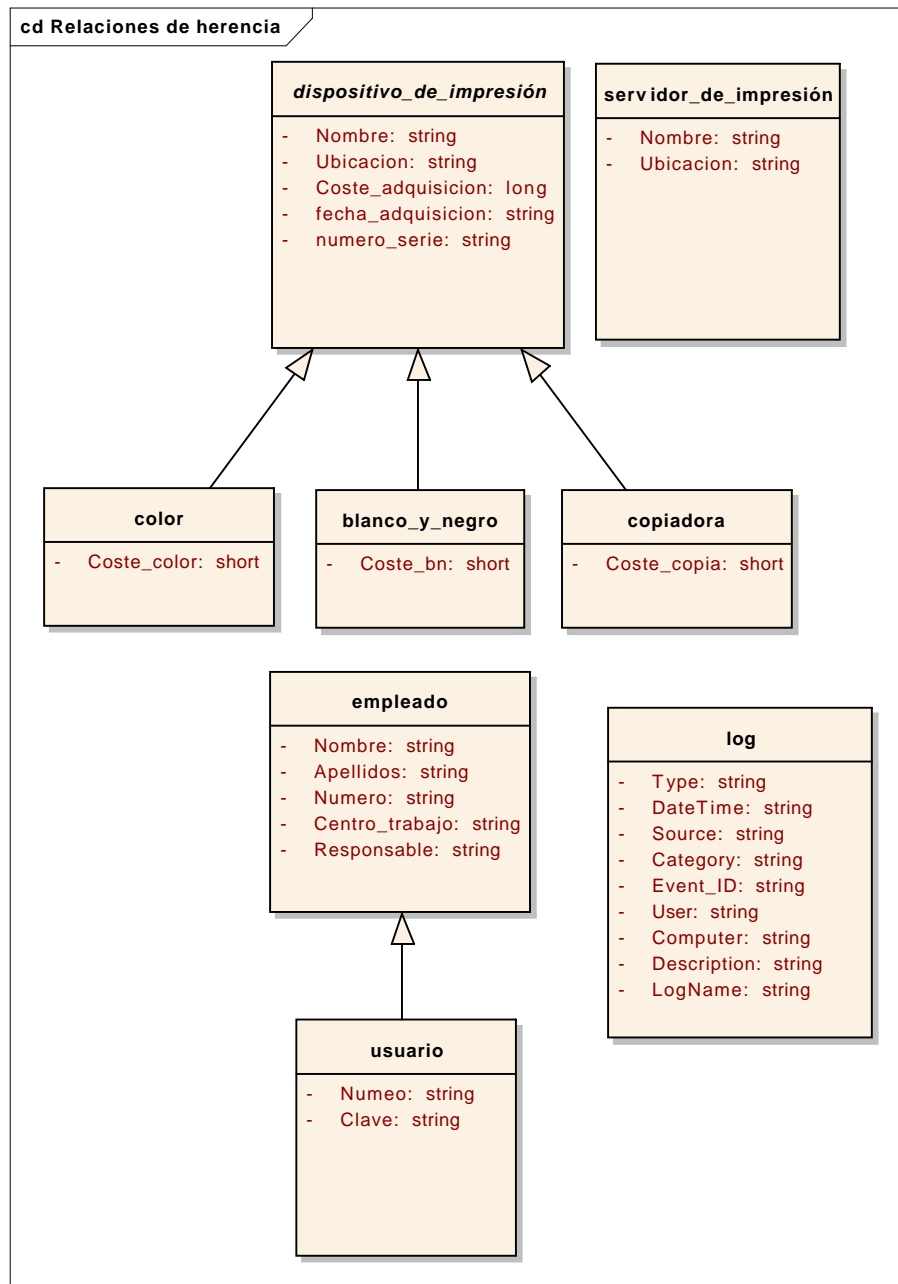 cd Relaciones de herencia
dispositivo_de_impresión
- Nombre: string
- Ubicacion: string
- Coste_adquisicion: long
- fecha_adquisicion: string
- numero_serie: string
servidor_de_impresión
- Nombre: string
- Ubicacion: string
color
- Coste_color: short
blanco_y_negro
- Coste_bn: short
copiadora
- Coste_copia: short
empleado
- Nombre: string
- Apellidos: string
- Numero: string
- Centro_trabajo: string
- Responsable: string
log
- Type: string
- DateTime: string
- Source: string
- Category: string
- Event_ID: string
- User: string
- Computer: string
- Description: string
- LogName: string
usuario
- Numeo: string
- Clave: string